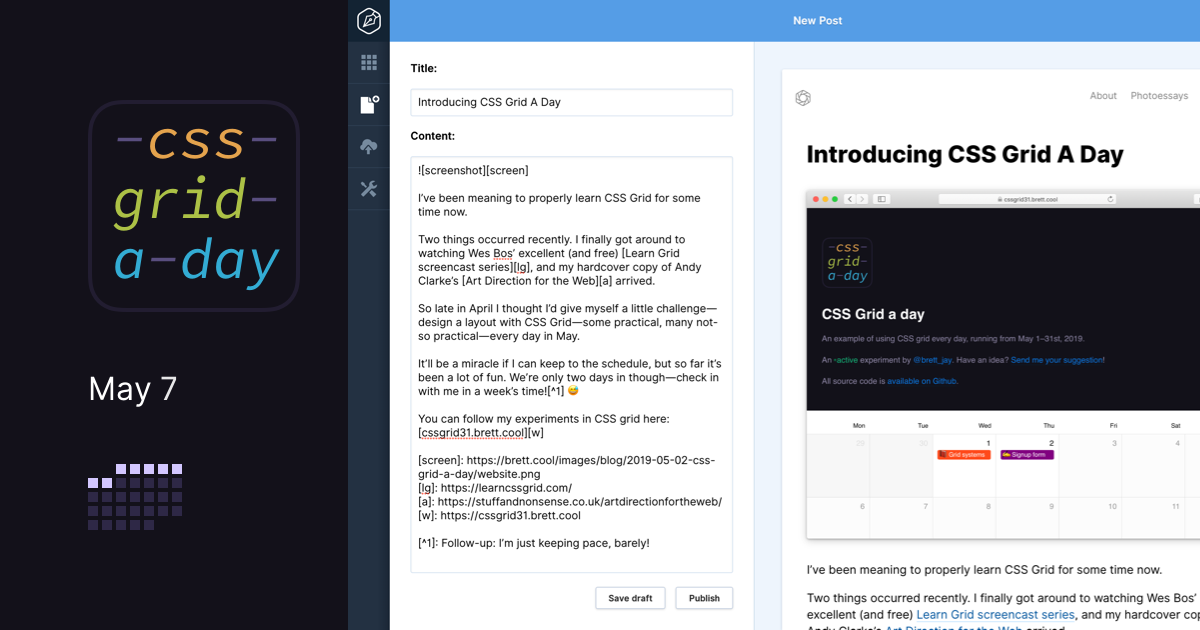 -css-
grid-
a-day
May 7
New Post
Title:
Introducing CSS Grid A Day
Content:
![screenshot][screen]
I’ve been meaning to properly learn CSS Grid for some
time now.
Two things occurred recently. I finally got around to
watching Wes Bos’ excellent (and free) [Learn Grid
screencast series][lg], and my hardcover copy of Andy
Clarke’s [Art Direction for the Web][a] arrived.
So late in April I thought I’d give myself a little challenge—
design a layout with CSS Grid—some practical, many not-
so practical—every day in May.
It’ll be a miracle if I can keep to the schedule, but so far it’s
been a lot of fun. We’re only two days in though—check in
with me in a week’s time![^1] 😅
You can follow my experiments in CSS grid here:
[cssgrid31.brett.cool][w]
[screen]: https://brett.cool/images/blog/2019-05-02-css-
grid-a-day/website.png
[lg]: https://learncssgrid.com/
[a]: https://stuffandnonsense.co.uk/artdirectionfortheweb/
[w]: https://cssgrid31.brett.cool
[^1]: Follow-up: I’m just keeping pace, barely!
Save draft
Publish
About
Photoessays
Introducing CSS Grid A Day
cssgrid31.brett.cool
-css-
grid-
a-day
CSS Grid a day
An example of using CSS grid every day, running from May 1–31st, 2019.
An -active experiment by @brett_jay. Have an idea? Send me your suggestion!
All source code is available on Github.
Mon Tue Wed Thu Fri Sat
29 30 1 2 3 4
Grid systems
Signup form
6 7 8 9 10 11
I’ve been meaning to properly learn CSS Grid for some time now.
Two things occurred recently. I finally got around to watching Wes Bos’
excellent (and free) Learn Grid screencast series, and my hardcover cop
Andy Clarke’s Art Direction for the Web arrived.